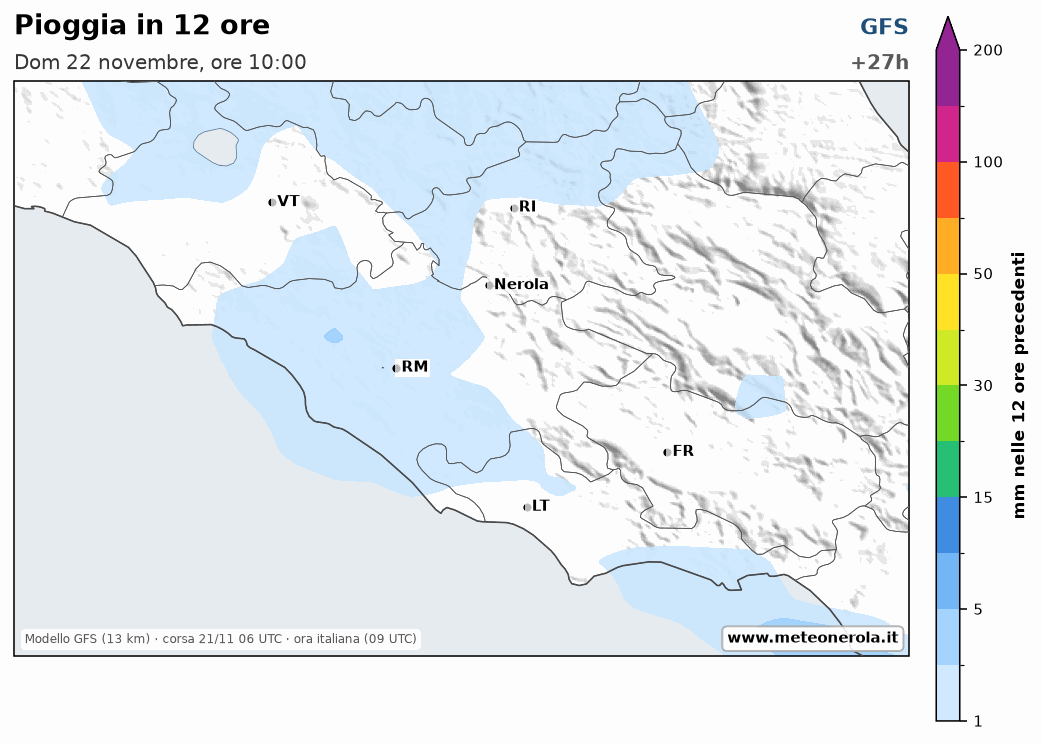 Pioggia in 12 ore
GFS
Dom 22 novembre, ore 10:00
+27h
VT
RI
Nerola
RM
FR
LT
Modello GFS (13 km) · corsa 21/11 06 UTC · ora italiana (09 UTC)
www.meteonerola.it
200
100
50
30
15
5
1
mm nelle 12 ore precedenti